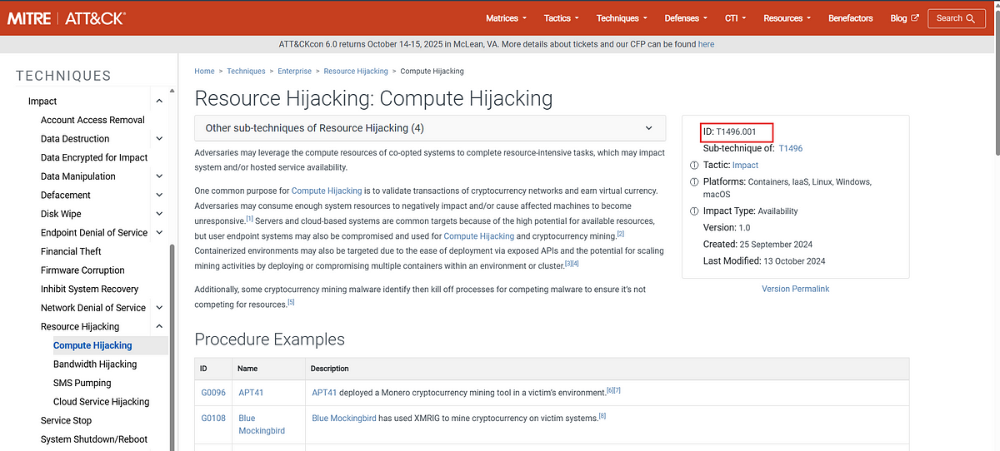 MITRE | ATT&CK®
Matrices Tactics Techniques Defenses CTI Resources Benefactors Blog Search
ATT&CKcon 6.0 returns October 14-15, 2025 in McLean, VA. More details about tickets and our CFP can be found here
TECHNIQUES
Impact
Account Access Removal
Data Destruction
Data Encrypted for Impact
Data Manipulation
Defacement
Disk Wipe
Endpoint Denial of Service
Financial Theft
Firmware Corruption
Inhibit System Recovery
Network Denial of Service
Resource Hijacking
Compute Hijacking
Bandwidth Hijacking
SMS Pumping
Cloud Service Hijacking
Service Stop
System Shutdown/Reboot
Home > Techniques > Enterprise > Resource Hijacking > Compute Hijacking
Resource Hijacking: Compute Hijacking
Other sub-techniques of Resource Hijacking (4)
Adversaries may leverage the compute resources of co-opted systems to complete resource-intensive tasks, which may impact
system and/or hosted service availability.
One common purpose for Compute Hijacking is to validate transactions of cryptocurrency networks and earn virtual currency.
Adversaries may consume enough system resources to negatively impact and/or cause affected machines to become
unresponsive.[1] Servers and cloud-based systems are common targets because of the high potential for available resources,
but user endpoint systems may also be compromised and used for Compute Hijacking and cryptocurrency mining.[2]
Containerized environments may also be targeted due to the ease of deployment via exposed APIs and the potential for scaling
mining activities by deploying or compromising multiple containers within an environment or cluster.[3][4]
Additionally, some cryptocurrency mining malware identify then kill off processes for competing malware to ensure it's not
competing for resources.[5]
ID: T1496.001
Sub-technique of: T1496
Tactic: Impact
Platforms: Containers, IaaS, Linux, Windows,
macOS
Impact Type: Availability
Version: 1.0
Created: 25 September 2024
Last Modified: 13 October 2024
Version Permalink
Procedure Examples
ID Name Description
G0096 APT41 APT41 deployed a Monero cryptocurrency mining tool in a victim's environment.[6][7]
G0108 Blue Blue Mockingbird has used XMRIG to mine cryptocurrency on victim systems.[8]
Mockingbird